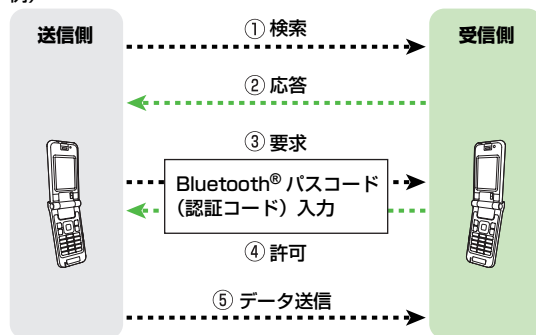 送信側
受信側
① 検索
② 応答
③ 要求
Bluetooth® パスコード
(認証コード) 入力
④ 許可
⑤ データ送信